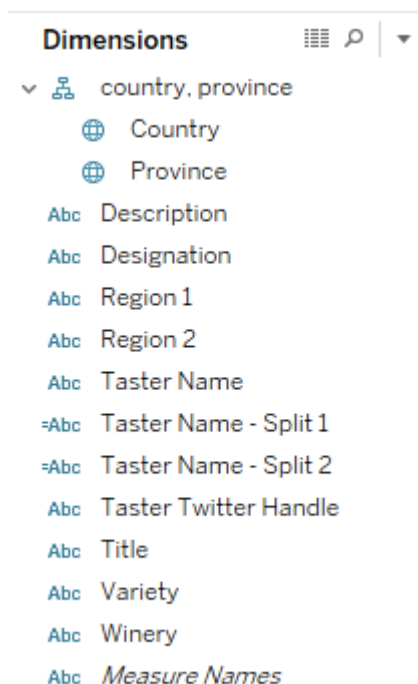 Dimensions
country, province
Country
Province
Abc Description
Abc Designation
Abc Region 1
Abc Region 2
Abc Taster Name
=Abc Taster Name - Split 1
=Abc Taster Name - Split 2
Abc Taster Twitter Handle
Abc Title
Abc Variety
Abc Winery
Abc Measure Names